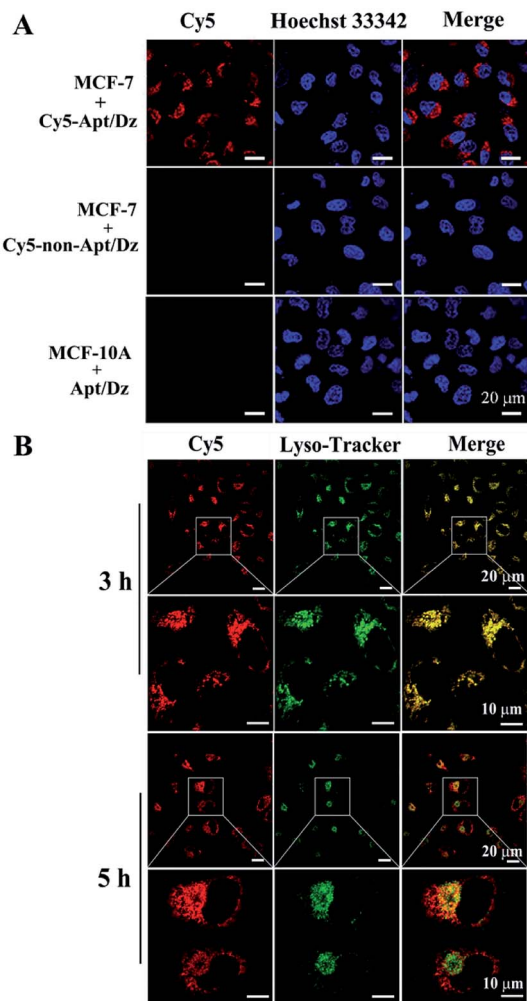 A
Cy5 Hoechst 33342 Merge
MCF-7
+
Cy5-Apt/Dz
MCF-7
+
Cy5-non-Apt/Dz
MCF-10A
+
Apt/Dz
20 μm
B
Cy5 Lyso-Tracker Merge
3 h
20 μm
10 μm
5 h
20 μm
10 μm